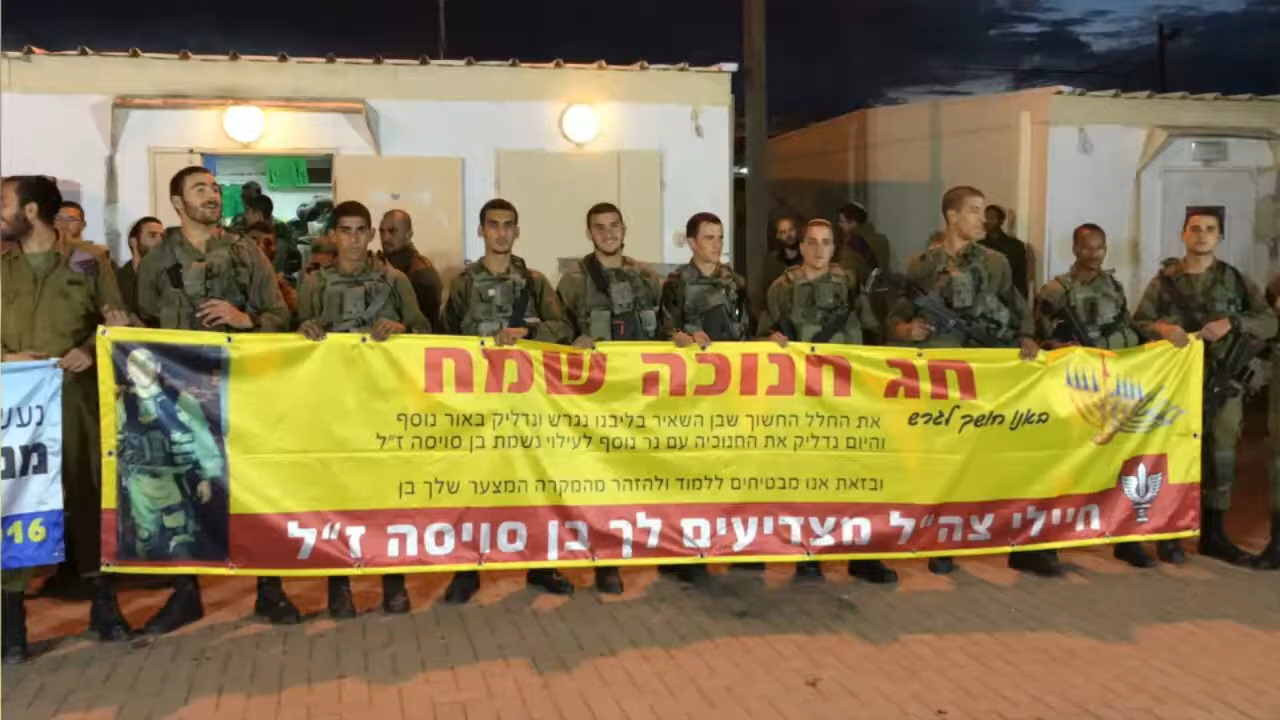 חג חנוכה שמח
באנו חושך לגרש
את החלל החשוך שבן השאיר בליבנו נגרש ונדליק באור נוסף
והיום נדליק את החנוכיה עם נר נוסף לעילוי נשמת בן סויסה ז"ל
ובזאת אנו מבטיחים ללמוד ולהזהר מהמקרה המצער שלך בן
חיילי צה"ל מצדיעים לך בן סויסה ז"ל
נעש
מנ
16